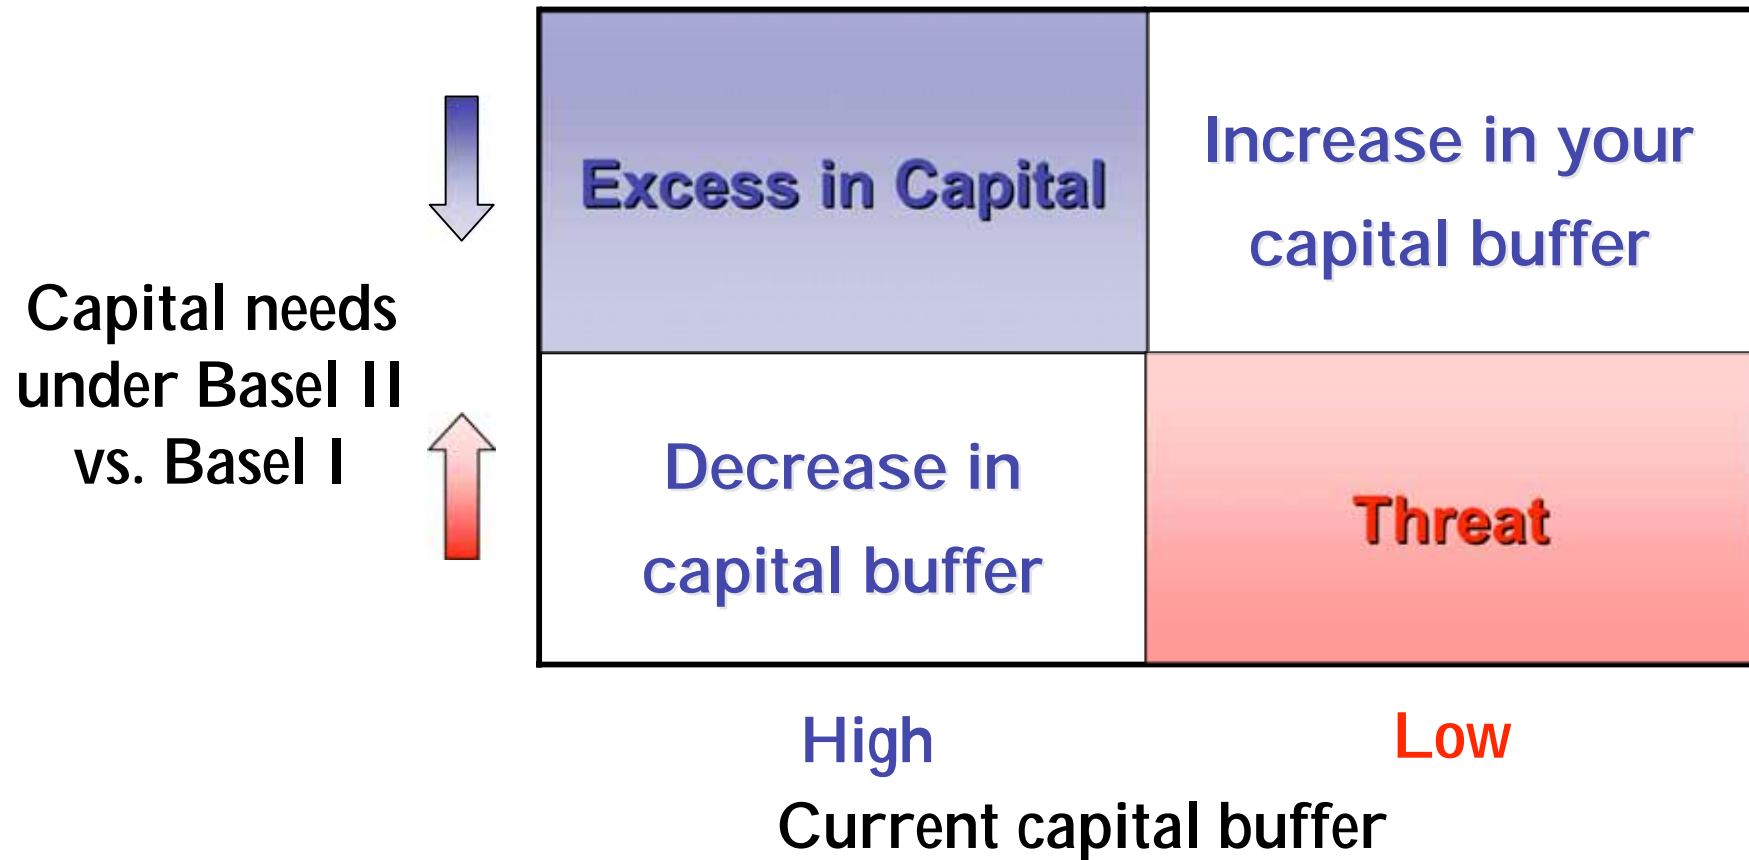 Excess in Capital
Increase in your
capital buffer
Capital needs
under Basel II
vs. Basel I
Decrease in
capital buffer
Threat
High
Low
Current capital buffer